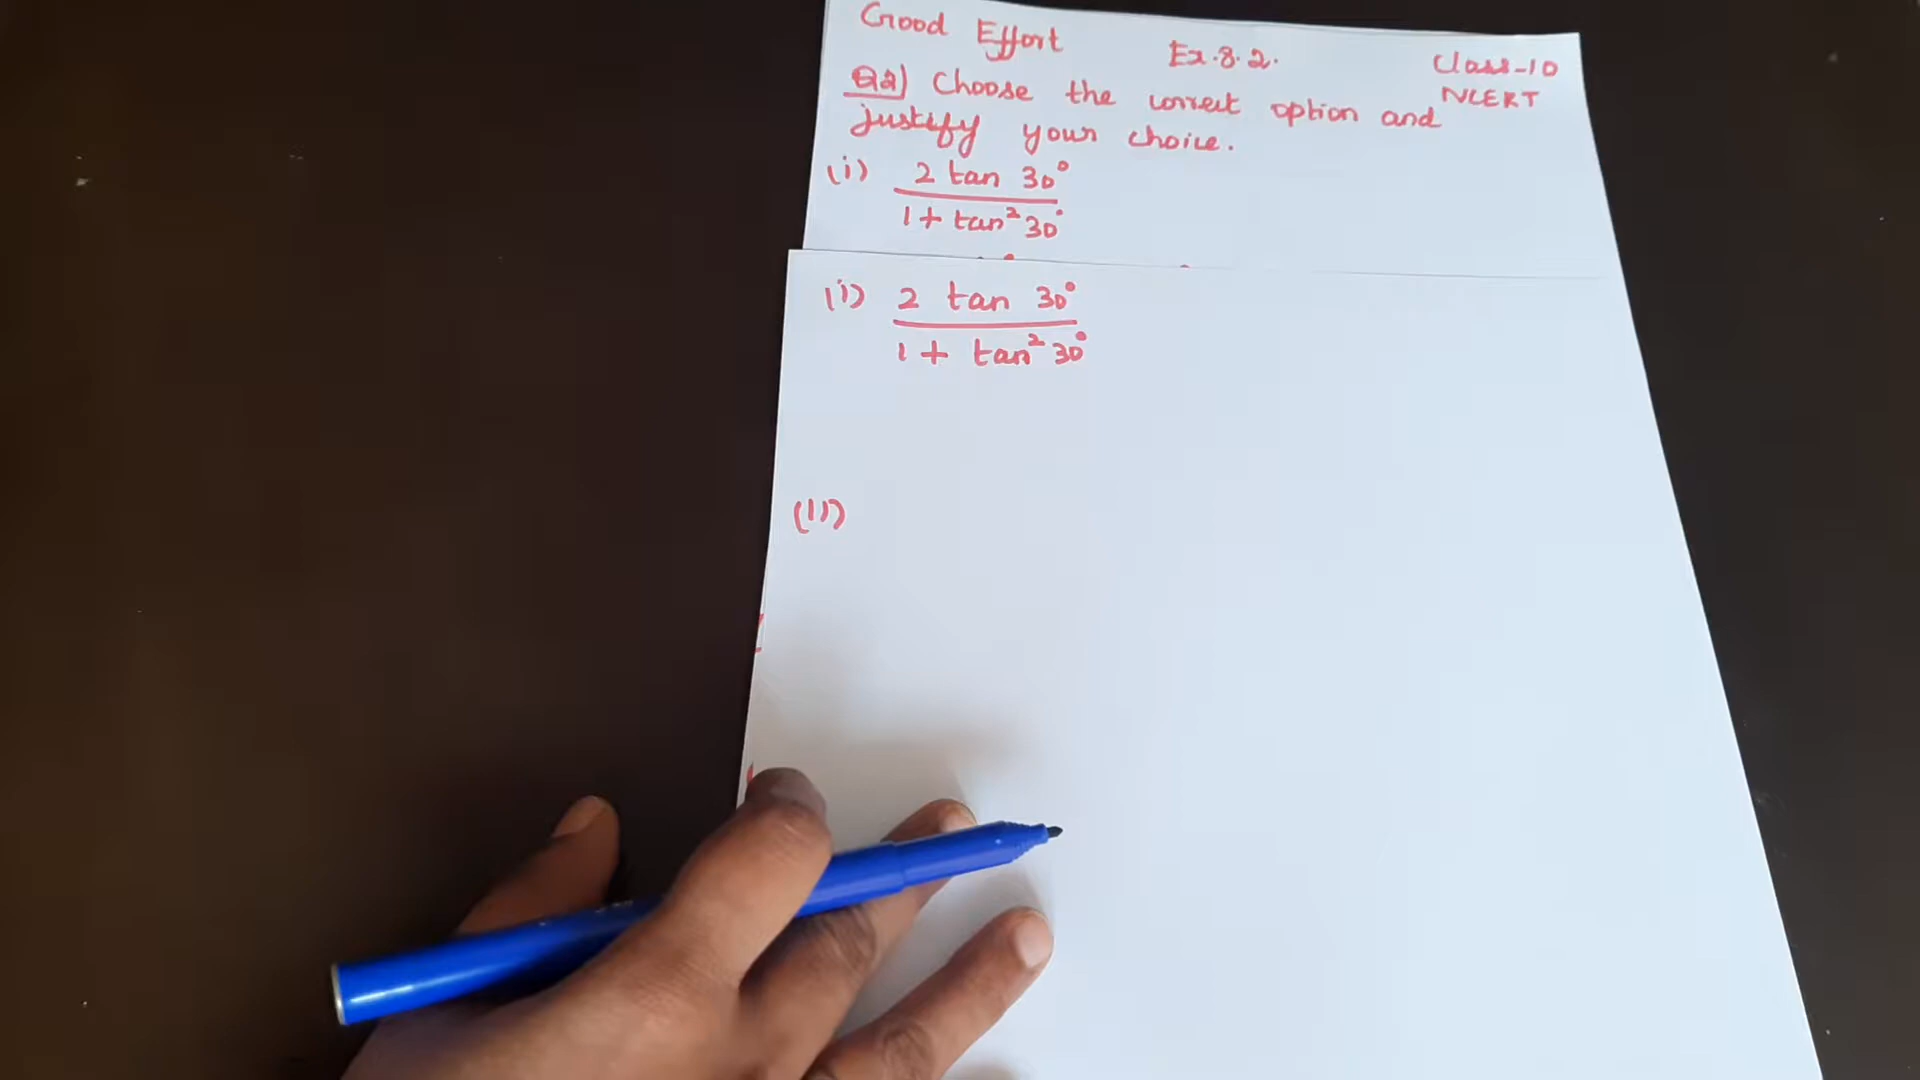 Good Effort Ex.8.2. Class-10
NCERT
Q2) Choose the correct option and
justify your choice.
(i) 2 tan 30°
1 + tan² 30°
(i) 2 tan 30°
1 + tan² 30°
(ii)